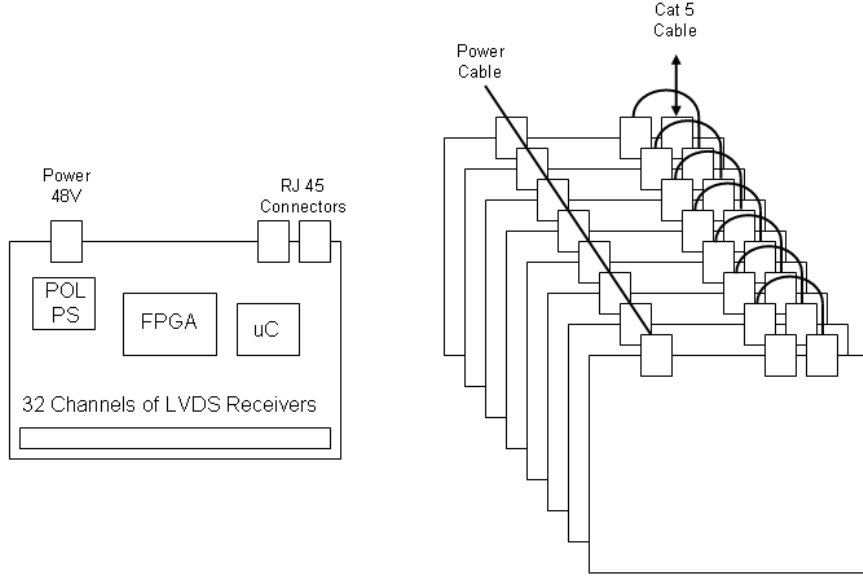 Power
48V
RJ 45
Connectors
POL
PS
FPGA
uC
32 Channels of LVDS Receivers
Power
Cable
Cat 5
Cable